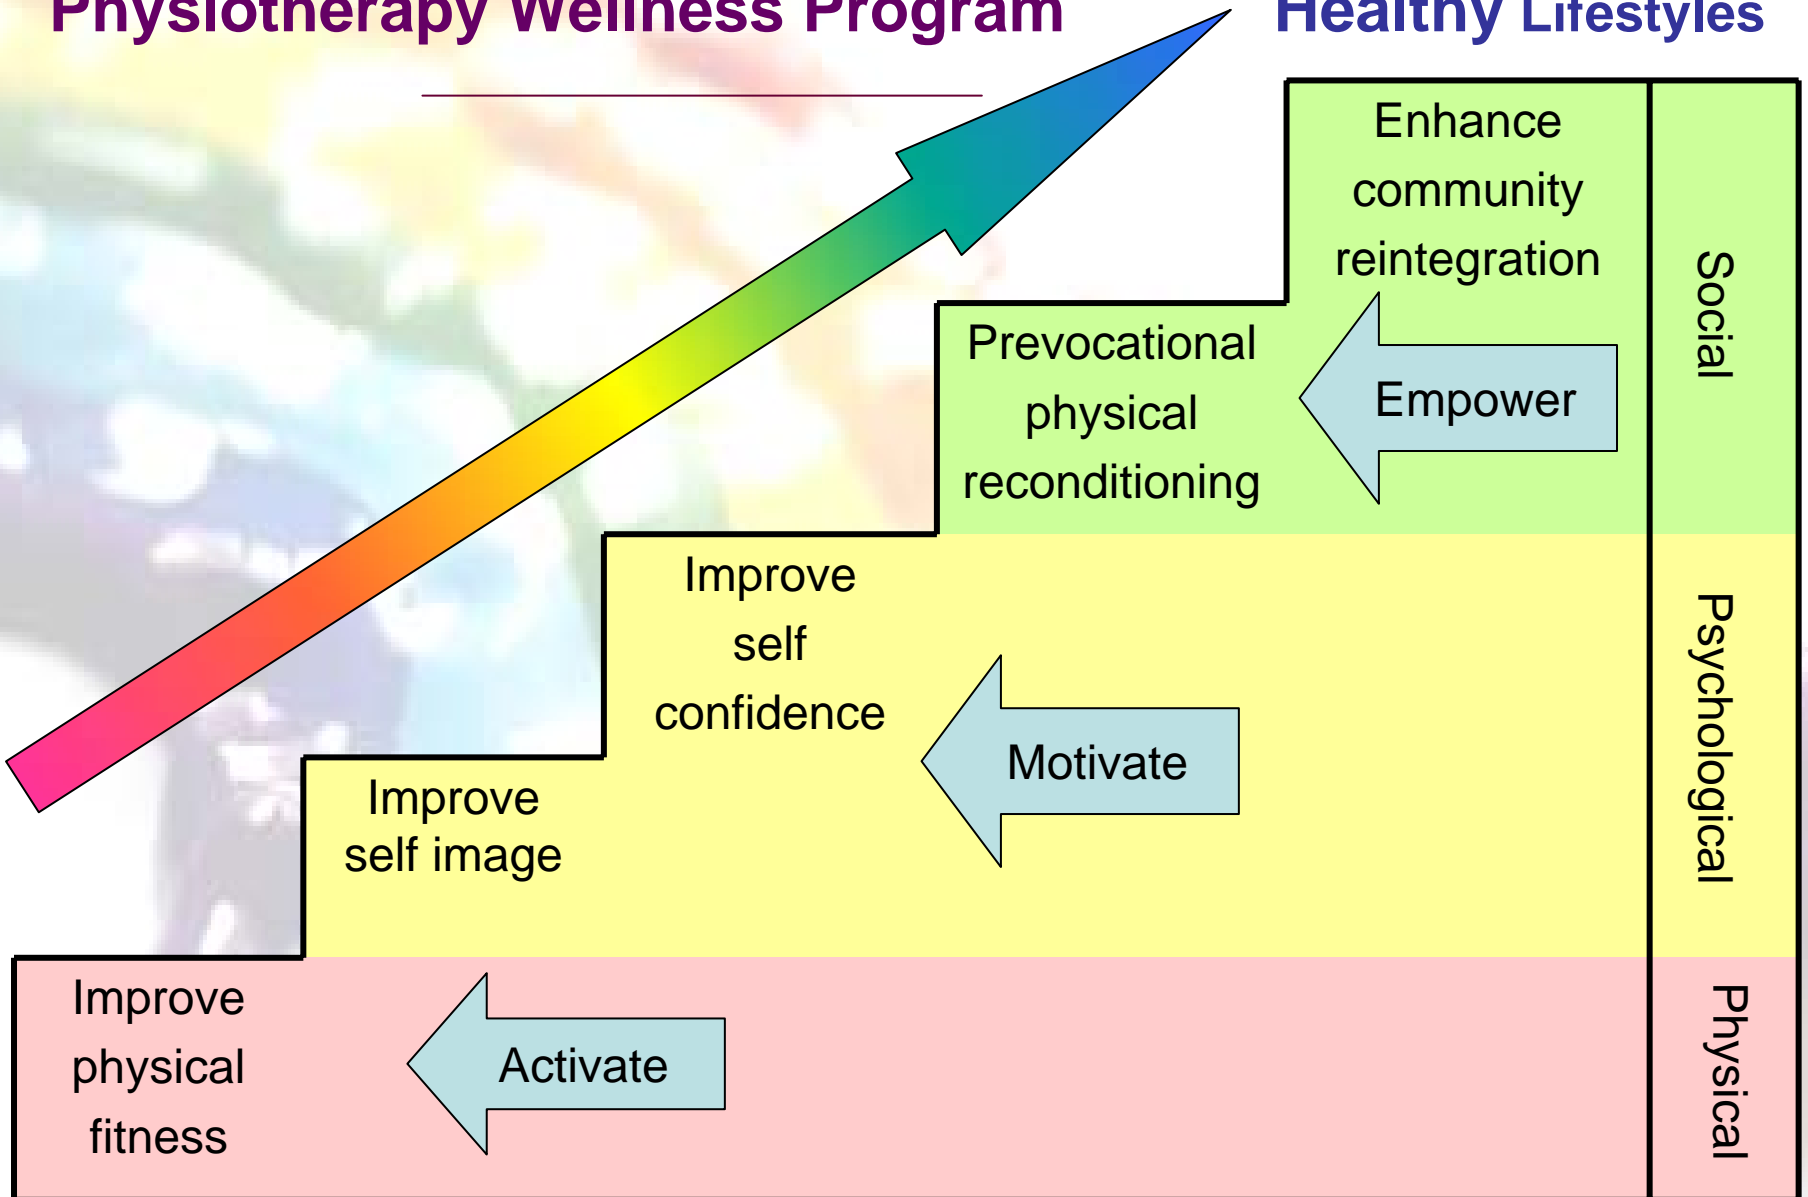 Physiotherapy Wellness Program
Healthy Lifestyles
Enhance
community
reintegration
Social
Prevocational
physical
reconditioning
Empower
Improve
self
confidence
Motivate
Psychological
Improve
self image
Improve
physical
fitness
Activate
Physical